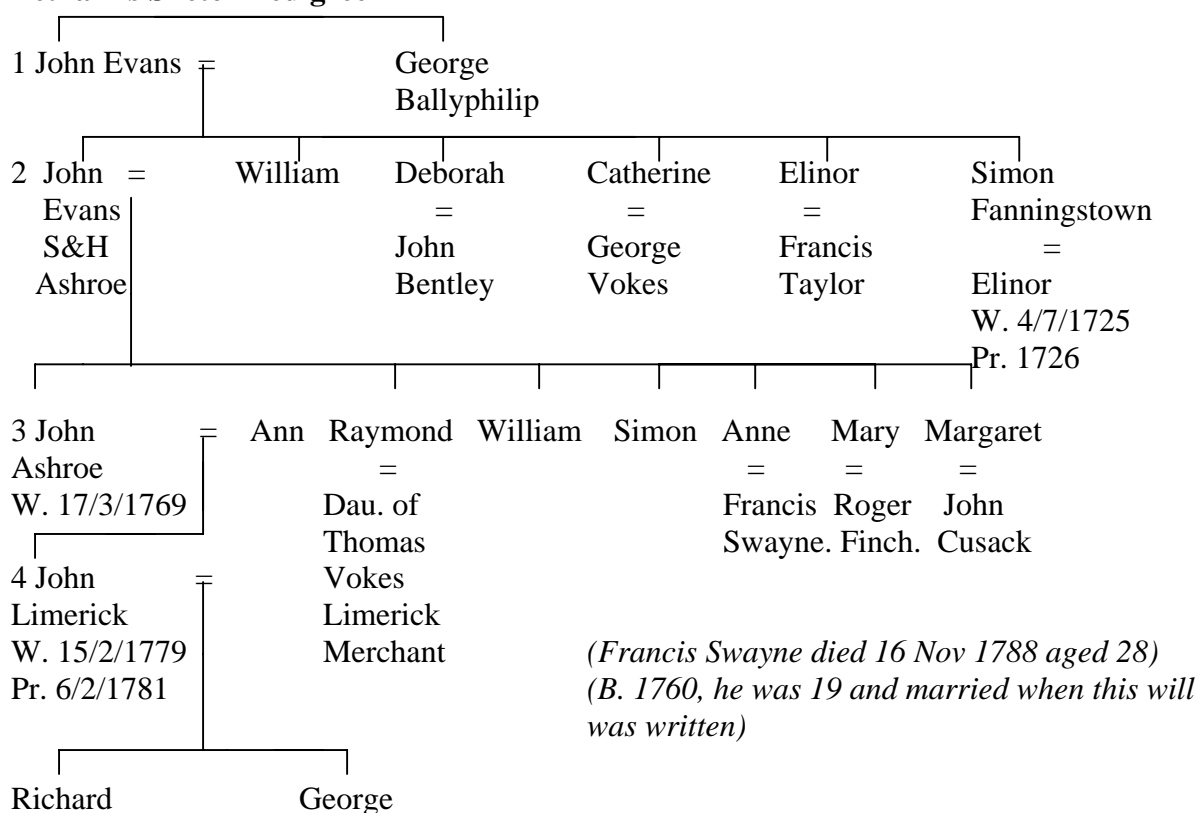 1 John Evans = George
Ballyphilip
2 John = William Deborah Catherine Elinor Simon
Evans = = = Fanningstown
S&H John George Francis =
Ashroe Bentley Vokes Taylor Elinor
W. 4/7/1725
Pr. 1726
3 John = Ann Raymond William Simon Anne Mary Margaret
Ashroe = = = =
W. 17/3/1769 Dau. of Francis Roger John
Thomas Swayne. Finch. Cusack
4 John = Vokes
Limerick Limerick
W. 15/2/1779 Merchant (Francis Swayne died 16 Nov 1788 aged 28)
Pr. 6/2/1781 (B. 1760, he was 19 and married when this will
was written)
Richard George